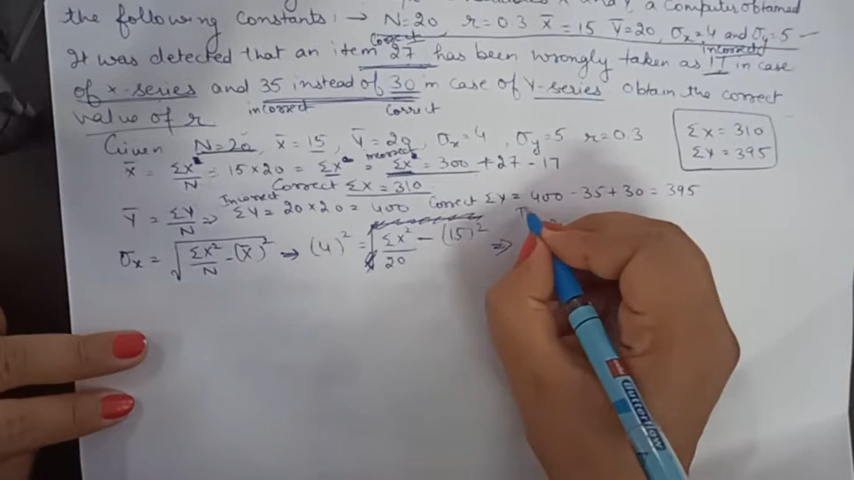 X and Y, a computer obtained
the following constants :→ N=20 r=0.3 X̅=15 Y̅=20, σx=4 and σy=5 -
correct incorrect
It was detected that an item 27 has been wrongly taken as 17 in case
of x-series and 35 instead of 30 in case of Y-series obtain the correct
incorrect correct
value of r
Given N=20, X̅=15, Y̅=20, σx=4, σy=5 r=0.3
ΣX=310
ΣY=395
X̅ = ΣX/N = 15×20 = ΣX = incorrect ΣX = 300 + 27 - 17
Correct ΣX = 310
Y̅ = ΣY/N ⇒ Incorrect ΣY = 20×20 = 400 Correct ΣY = 400 - 35 + 30 = 395
σx = √ΣX²/N - (X̅)² → (4)² = ΣX²/20 - (15)² ⇒
flow